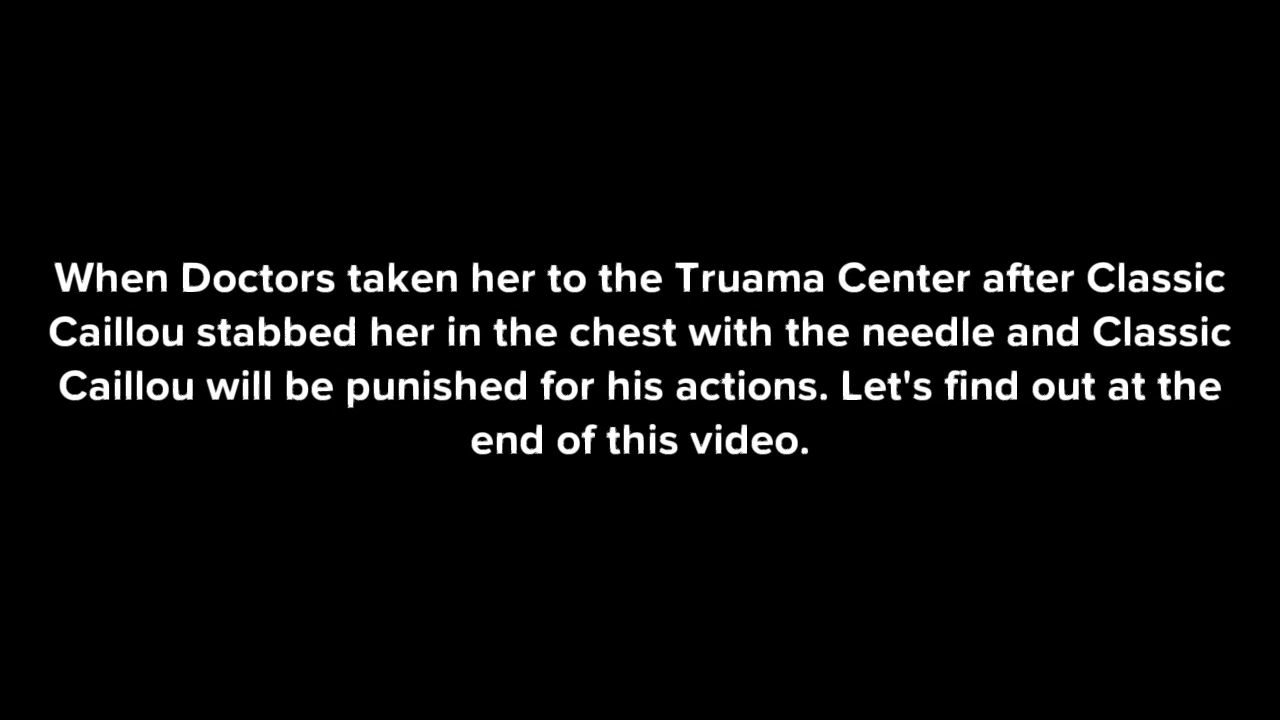 When Doctors taken her to the Truama Center after Classic
Caillou stabbed her in the chest with the needle and Classic
Caillou will be punished for his actions. Let's find out at the
end of this video.